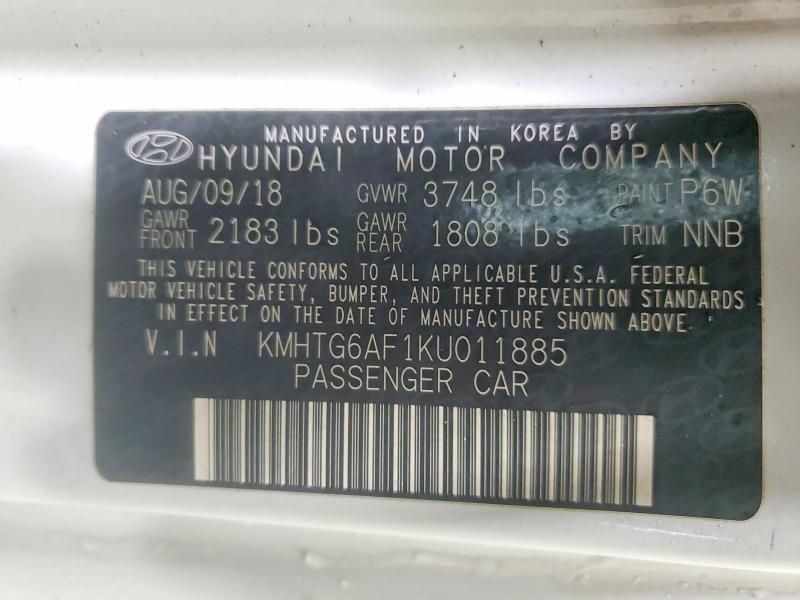 MANUFACTURED IN KOREA BY
HYUNDAI MOTOR COMPANY
AUG/09/18 GVWR 3748 lbs PAINT P6W
GAWR FRONT 2183 lbs GAWR REAR 1808 lbs TRIM NNB
THIS VEHICLE CONFORMS TO ALL APPLICABLE U.S.A. FEDERAL
MOTOR VEHICLE SAFETY, BUMPER, AND THEFT PREVENTION STANDARDS
IN EFFECT ON THE DATE OF MANUFACTURE SHOWN ABOVE.
V.I.N KMHTG6AF1KU011885
PASSENGER CAR